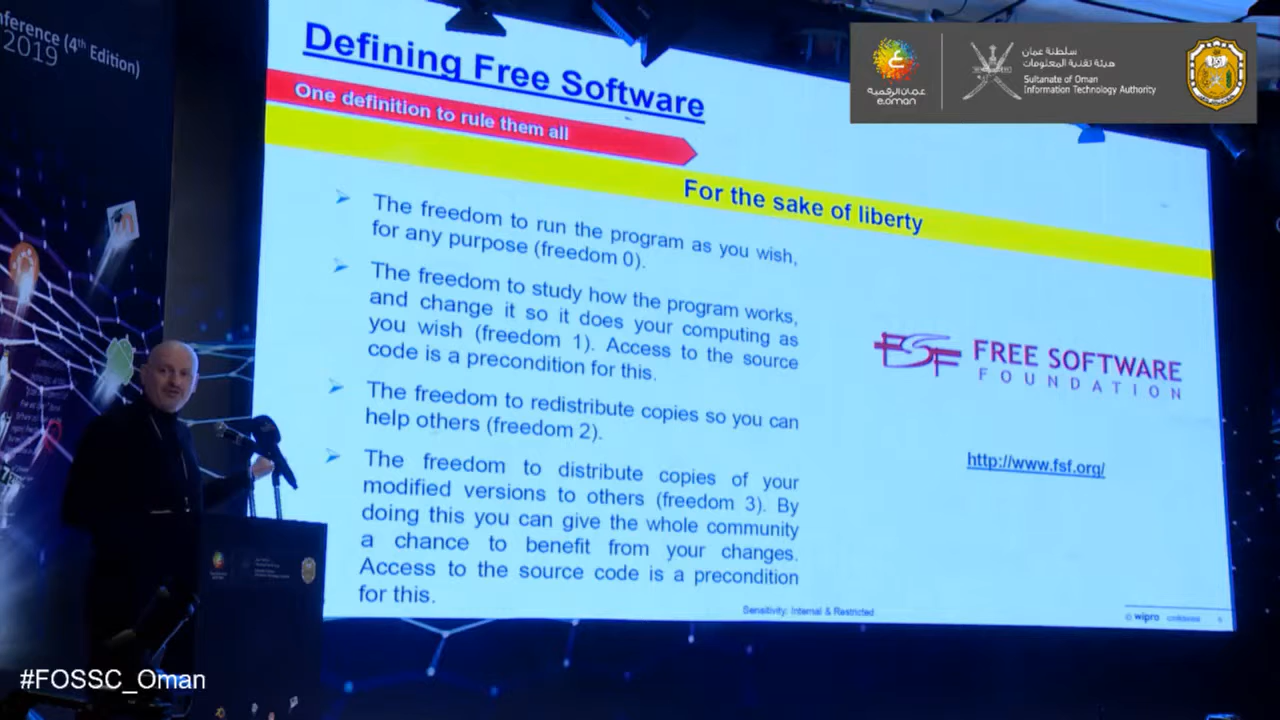 nference (4th Edition)
2019
عمان الرقمية
e.oman
سلطنة عمان
هيئة تقنية المعلومات
Sultanate of Oman
Information Technology Authority
Defining Free Software
One definition to rule them all
For the sake of liberty
The freedom to run the program as you wish,
for any purpose (freedom 0).
The freedom to study how the program works,
and change it so it does your computing as
you wish (freedom 1). Access to the source
code is a precondition for this.
The freedom to redistribute copies so you can
help others (freedom 2).
The freedom to distribute copies of your
modified versions to others (freedom 3). By
doing this you can give the whole community
a chance to benefit from your changes.
Access to the source code is a precondition
for this.
FSF FREE SOFTWARE
FOUNDATION
http://www.fsf.org/
Sensitivity: Internal & Restricted
© wipro
#FOSSC_Oman